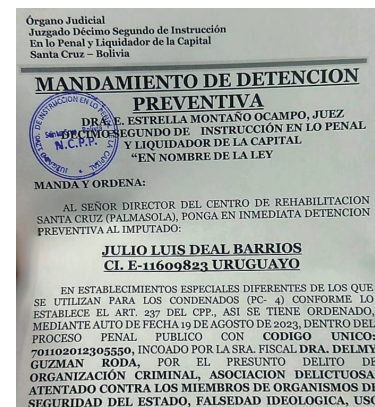 Órgano Judicial
Juzgado Décimo Segundo de Instrucción
En lo Penal y Liquidador de la Capital
Santa Cruz – Bolivia
MANDAMIENTO DE DETENCION
PREVENTIVA
DRA. E. ESTRELLA MONTAÑO OCAMPO, JUEZ
DECIMO SEGUNDO DE INSTRUCCIÓN EN LO PENAL
Y LIQUIDADOR DE LA CAPITAL
N.C.P.P.
"EN NOMBRE DE LA LEY
MANDA Y ORDENA:
AL SEÑOR DIRECTOR DEL CENTRO DE REHABILITACION
SANTA CRUZ (PALMASOLA), PONGA EN INMEDIATA DETENCION
PREVENTIVA AL IMPUTADO:
JULIO LUIS DEAL BARRIOS
CI. E-11609823 URUGUAYO
EN ESTABLECIMIENTOS ESPECIALES DIFERENTES DE LOS QUE
SE UTILIZAN PARA LOS CONDENADOS (PC- 4) CONFORME LO
ESTABLECE EL ART. 237 DEL CPP., ASI SE TIENE ORDENADO,
MEDIANTE AUTO DE FECHA 19 DE AGOSTO DE 2023, DENTRO DEL
PROCESO PENAL PUBLICO CON CODIGO UNICO:
701102012305550, INCOADO POR LA SRA. FISCAL DRA. DELMY
GUZMAN RODA, POR EL PRESUNTO DELITO DE
ORGANIZACIÓN CRIMINAL, ASOCIACION DELICTUOSA
ATENTADO CONTRA LOS MIEMBROS DE ORGANISMOS DE
SEGURIDAD DEL ESTADO, FALSEDAD IDEOLOGICA, USO